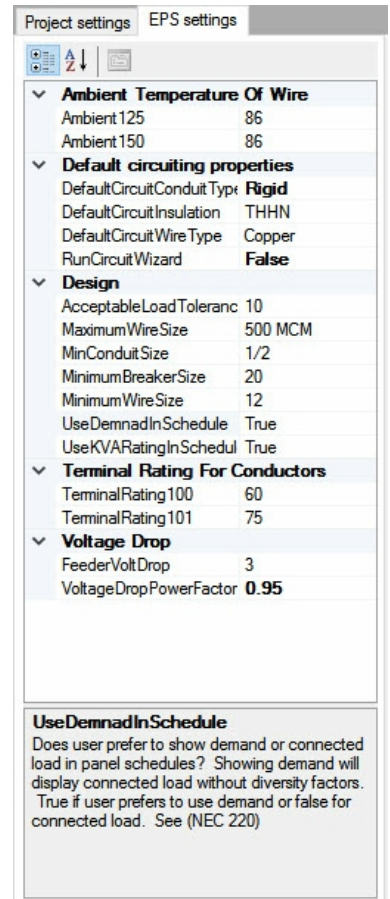 Project settings EPS settings
Ambient Temperature Of Wire
Ambient125 86
Ambient150 86
Default circuiting properties
DefaultCircuitConduitType Rigid
DefaultCircuitInsulation THHN
DefaultCircuitWireType Copper
RunCircuitWizard False
Design
AcceptableLoadToleranc 10
MaximumWireSize 500 MCM
MinConduitSize 1/2
MinimumBreakerSize 20
MinimumWireSize 12
UseDemnadInSchedule True
UseKVARatingInSchedul True
Terminal Rating For Conductors
TerminalRating100 60
TerminalRating101 75
Voltage Drop
FeederVoltDrop 3
VoltageDropPowerFactor 0.95
UseDemnadInSchedule
Does user prefer to show demand or connected
load in panel schedules? Showing demand will
display connected load without diversity factors.
True if user prefers to use demand or false for
connected load. See (NEC 220)